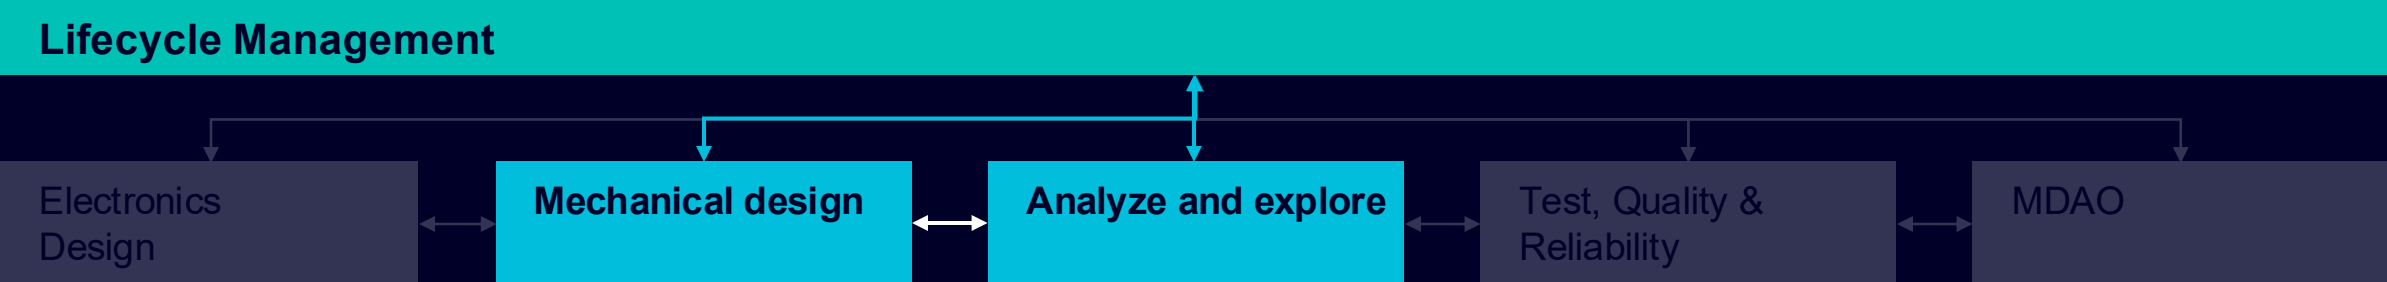 Lifecycle Management
Electronics
Design
Mechanical design
Analyze and explore
Test, Quality &
Reliability
MDAO